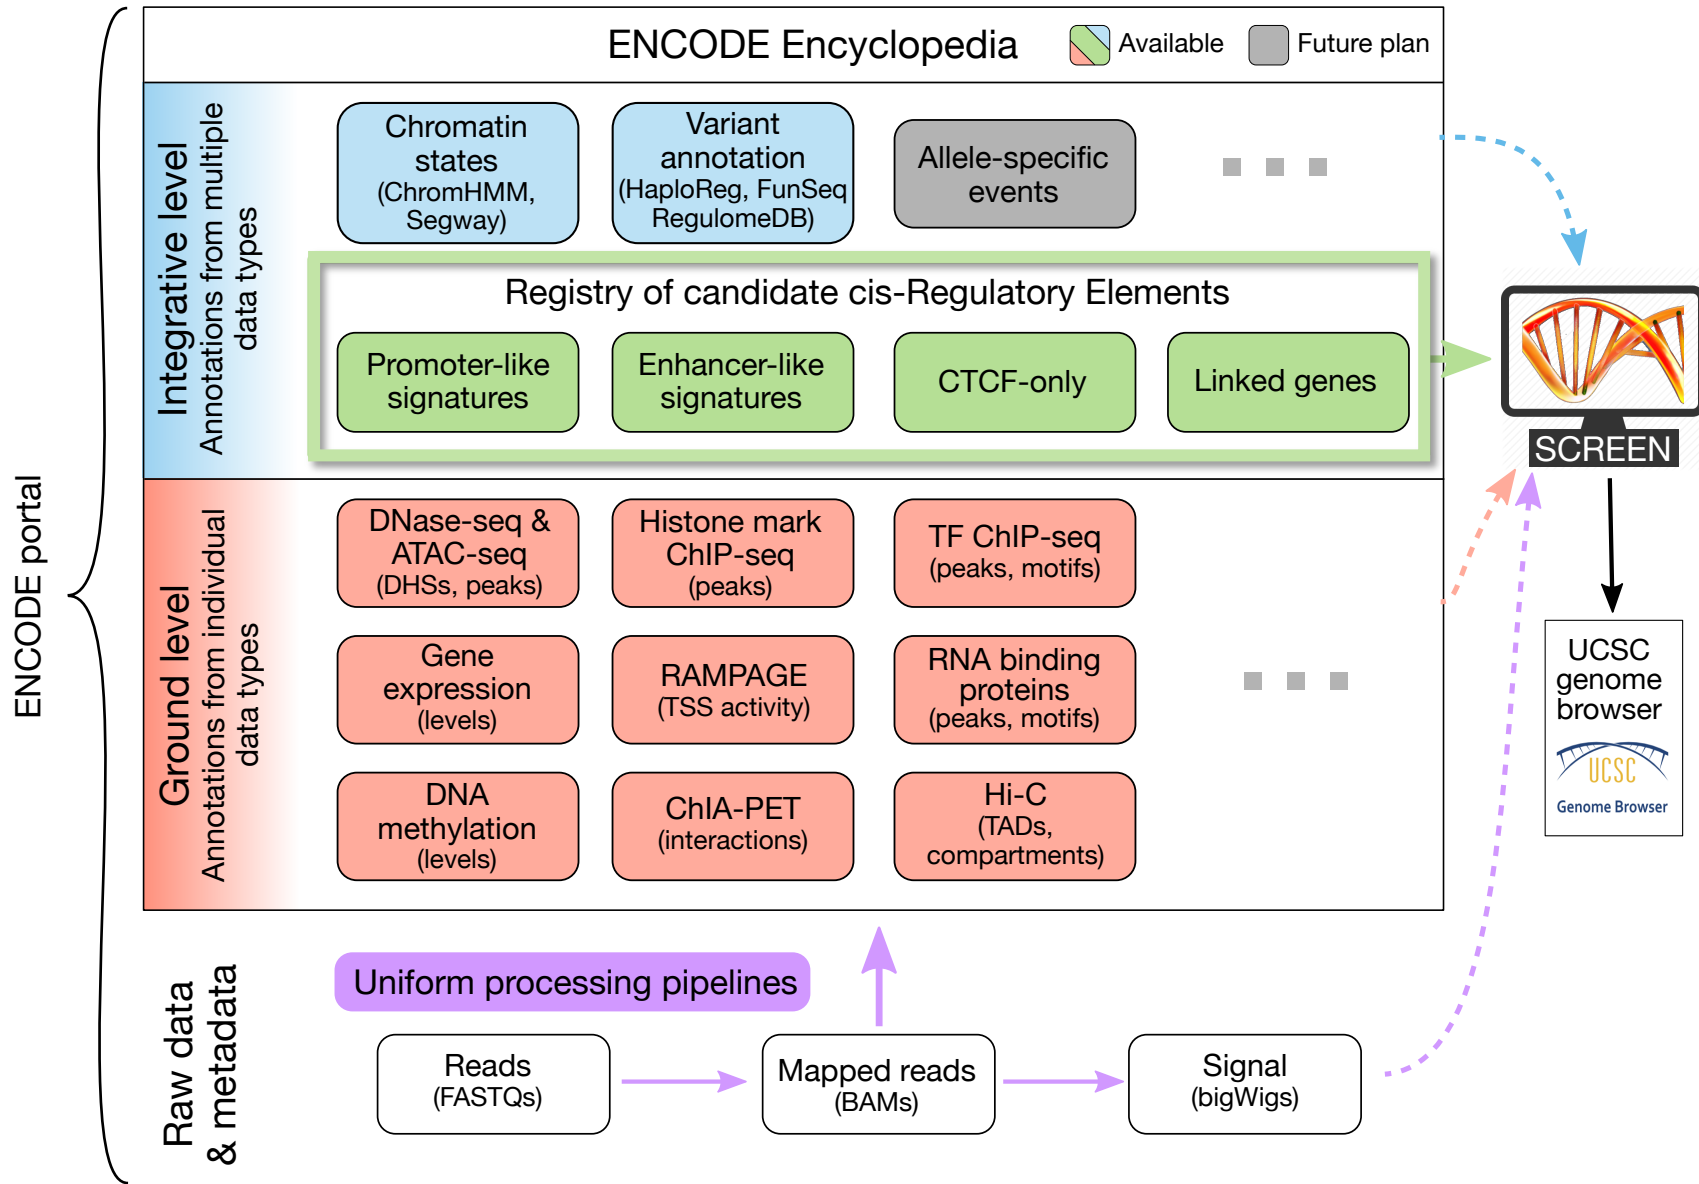 ENCODE Encyclopedia
Available
Future plan
ENCODE portal
Integrative level
Annotations from multiple
data types
Chromatin
states
(ChromHMM,
Segway)
Variant
annotation
(HaploReg, FunSeq
RegulomeDB)
Allele-specific
events
Registry of candidate cis-Regulatory Elements
Promoter-like
signatures
Enhancer-like
signatures
CTCF-only
Linked genes
SCREEN
Ground level
Annotations from individual
data types
DNase-seq &
ATAC-seq
(DHSs, peaks)
Histone mark
ChIP-seq
(peaks)
TF ChIP-seq
(peaks, motifs)
Gene
expression
(levels)
RAMPAGE
(TSS activity)
RNA binding
proteins
(peaks, motifs)
DNA
methylation
(levels)
ChIA-PET
(interactions)
Hi-C
(TADs,
compartments)
UCSC
genome
browser
UCSC
Genome Browser
Raw data
& metadata
Uniform processing pipelines
Reads
(FASTQs)
Mapped reads
(BAMs)
Signal
(bigWigs)